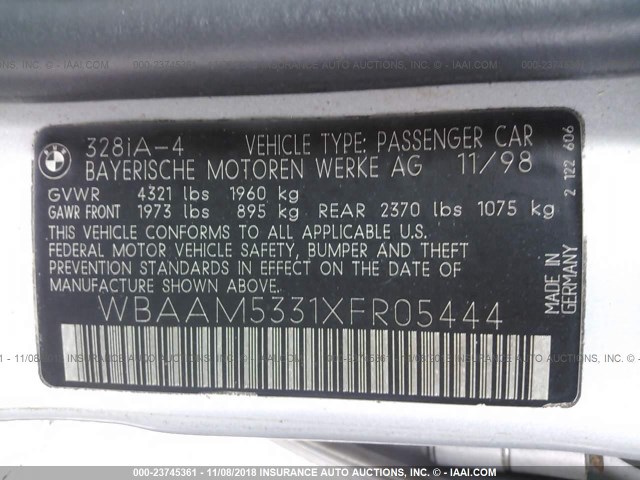 328iA-4 VEHICLE TYPE: PASSENGER CAR
BAYERISCHE MOTOREN WERKE AG 11/98
GVWR 4321 lbs 1960 kg
GAWR FRONT 1973 lbs 895 kg REAR 2370 lbs 1075 kg
THIS VEHICLE CONFORMS TO ALL APPLICABLE U.S.
FEDERAL MOTOR VEHICLE SAFETY, BUMPER AND THEFT
PREVENTION STANDARDS IN EFFECT ON THE DATE OF
MANUFACTURE SHOWN ABOVE.
WBAAM5331XFR05444
MADE IN
GERMANY
2 122 606
000-23745361 - 11/08/2018 INSURANCE AUTO AUCTIONS, INC. - © IAAI.COM